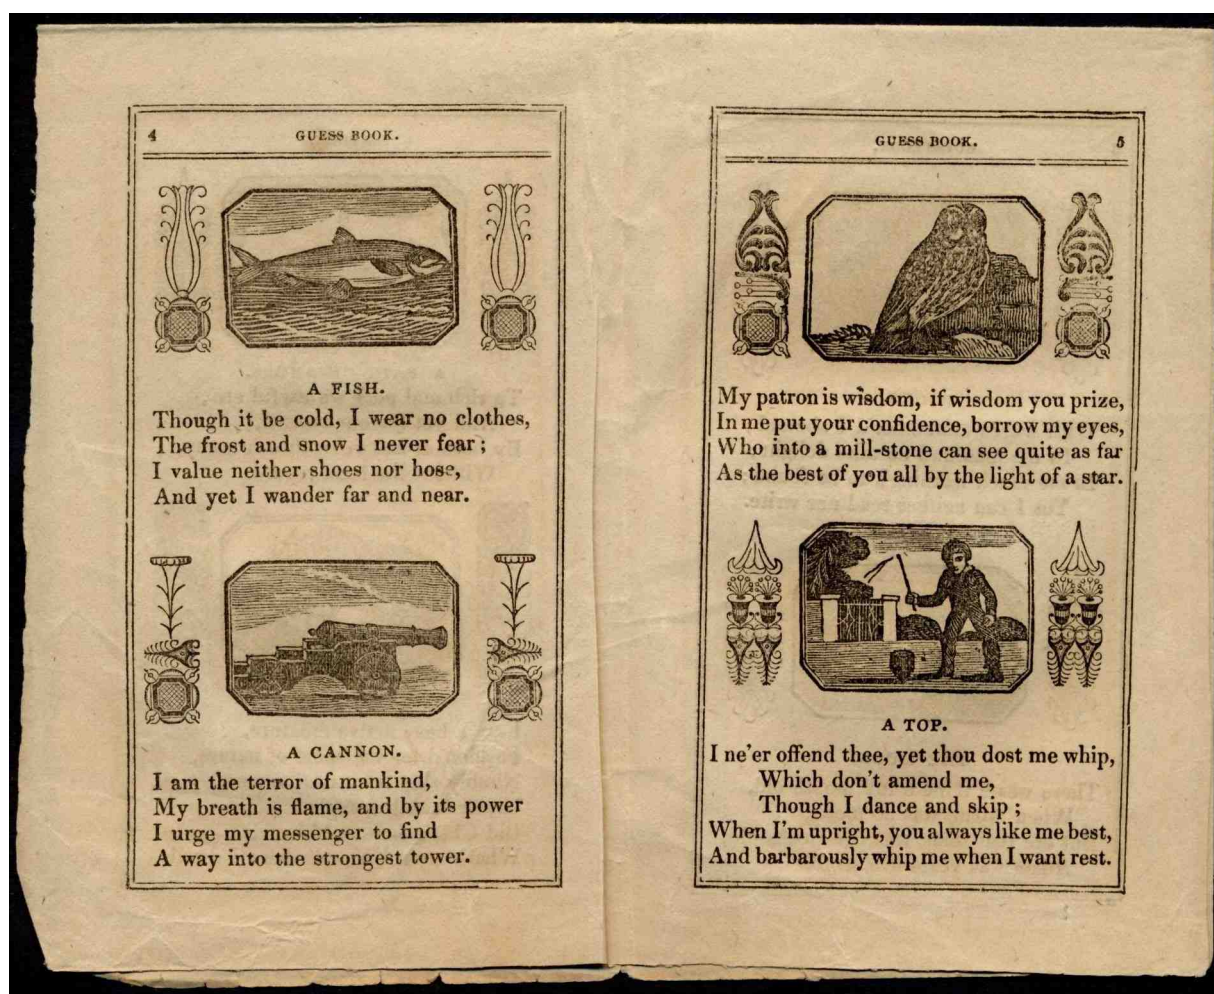 4
GUESS BOOK.
A FISH.
Though it be cold, I wear no clothes,
The frost and snow I never fear;
I value neither shoes nor hose,
And yet I wander far and near.
A CANNON.
I am the terror of mankind,
My breath is flame, and by its power
I urge my messenger to find
A way into the strongest tower.
GUESS BOOK.
5
My patron is wisdom, if wisdom you prize,
In me put your confidence, borrow my eyes,
Who into a mill-stone can see quite as far
As the best of you all by the light of a star.
A TOP.
I ne'er offend thee, yet thou dost me whip,
Which don't amend me,
Though I dance and skip;
When I'm upright, you always like me best,
And barbarously whip me when I want rest.